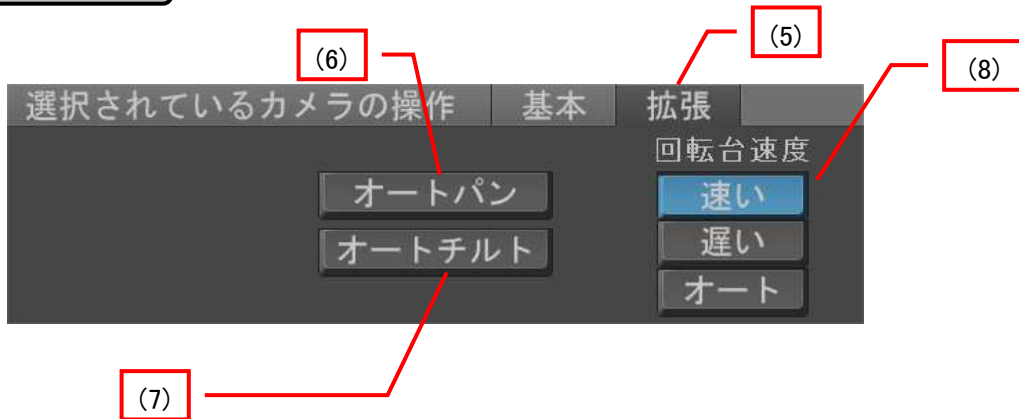 (5)
(6)
(8)
選択されているカメラの操作 基本 拡張
回転台速度
オートパン 速い
オートチルト 遅い
オート
(7)